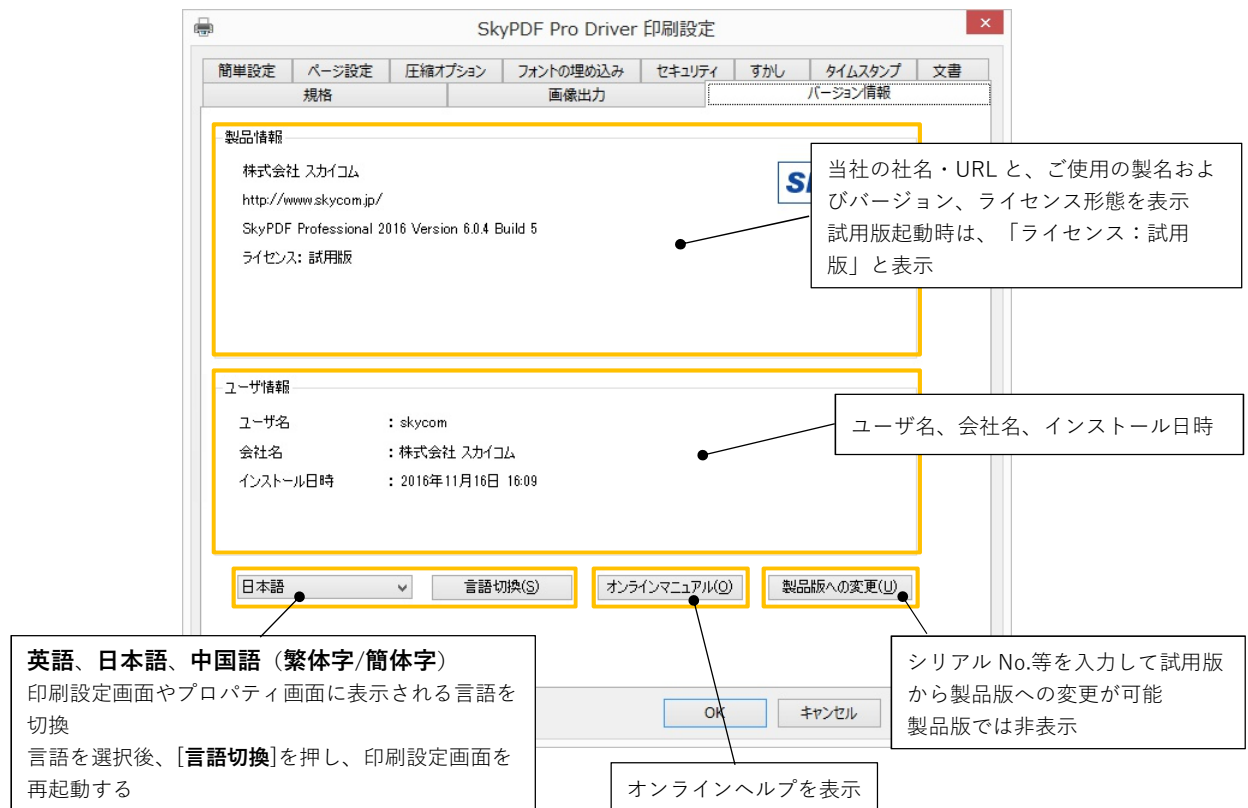 SkyPDF Pro Driver 印刷設定
簡単設定 ページ設定 圧縮オプション フォントの埋め込み セキュリティ すかし タイムスタンプ 文書
規格 画像出力 バージョン情報
製品情報
株式会社 スカイコム
http://www.skycom.jp/
SkyPDF Professional 2016 Version 6.0.4 Build 5
ライセンス: 試用版
当社の社名・URL と、ご使用の製名およ
びバージョン、ライセンス形態を表示
試用版起動時は、「ライセンス：試用
版」と表示
ユーザ情報
ユーザ名 : skycom
会社名 : 株式会社 スカイコム
インストール日時 : 2016年11月16日 16:09
ユーザ名、会社名、インストール日時
日本語 言語切換(S) オンラインマニュアル(O) 製品版への変更(U)
英語、日本語、中国語（繁体字/簡体字）
印刷設定画面やプロパティ画面に表示される言語を
切換
言語を選択後、[言語切換]を押し、印刷設定画面を
再起動する
シリアル No.等を入力して試用版
から製品版への変更が可能
製品版では非表示
OK キャンセル
オンラインヘルプを表示